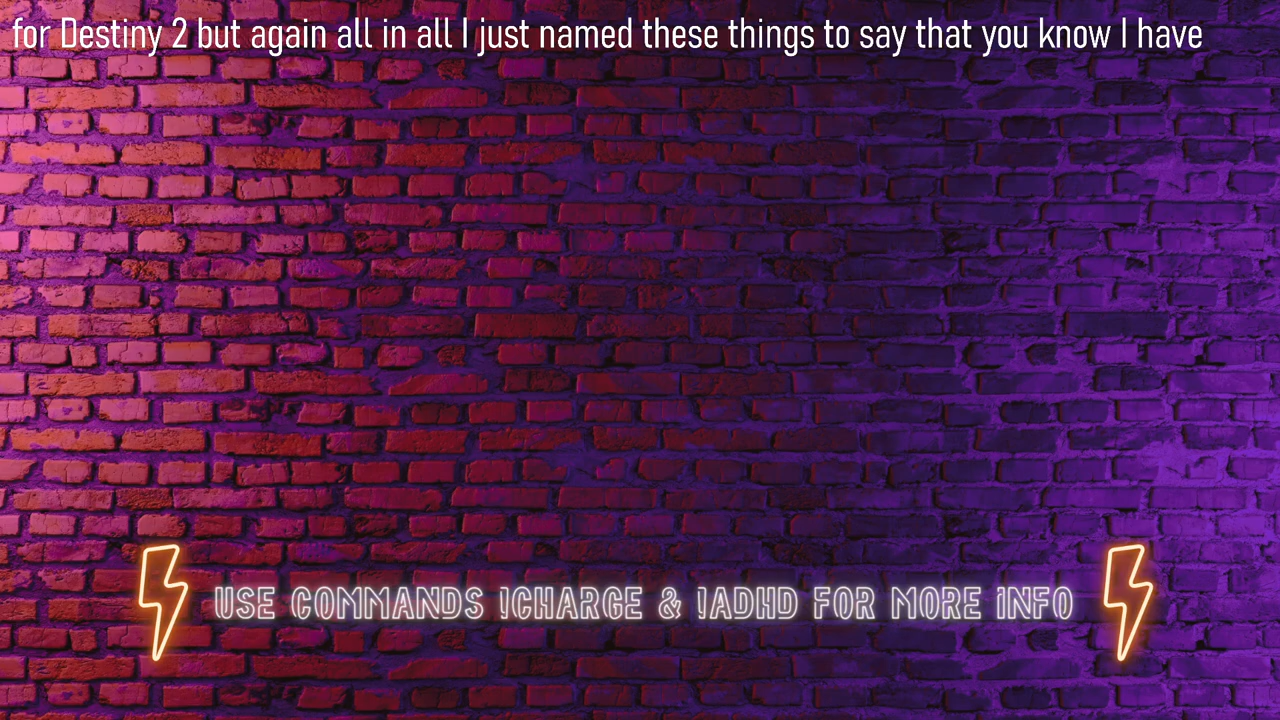 for Destiny 2 but again all in all I just named these things to say that you know I have
USE COMMANDS !CHARGE & !ADHD FOR MORE INFO